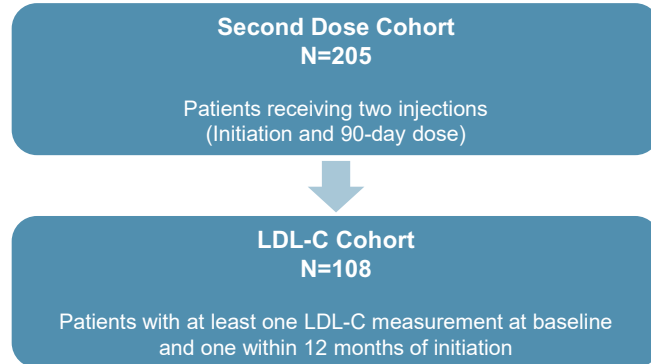 Second Dose Cohort
N=205
Patients receiving two injections
(Initiation and 90-day dose)
LDL-C Cohort
N=108
Patients with at least one LDL-C measurement at baseline
and one within 12 months of initiation